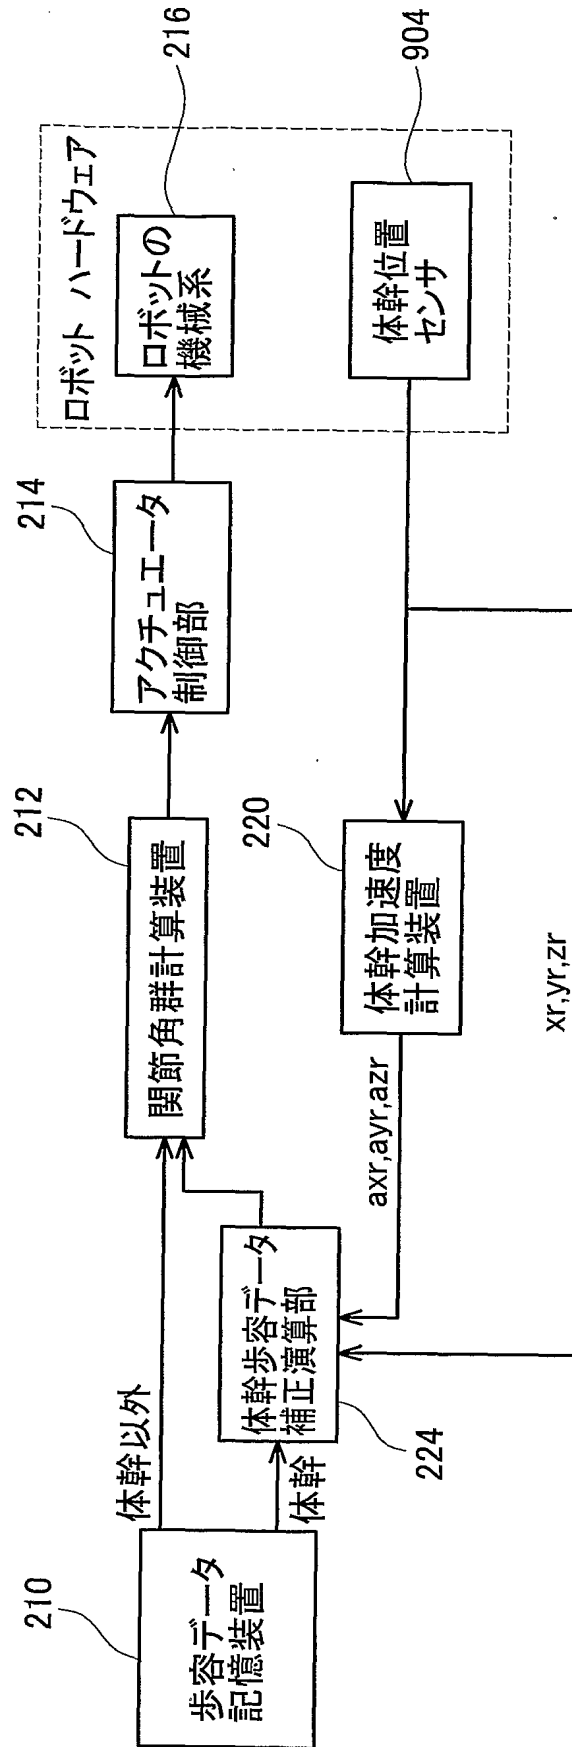 210
歩容データ
記憶装置
体幹以外
体幹
体幹歩容データ
補正演算部
224
212
関節角群計算装置
214
アクチュエータ
制御部
ロボット ハードウェア
ロボットの
機械系
216
体幹位置
センサ
904
220
体幹加速度
計算装置
axr,ayr,azr
xr,yr,zr